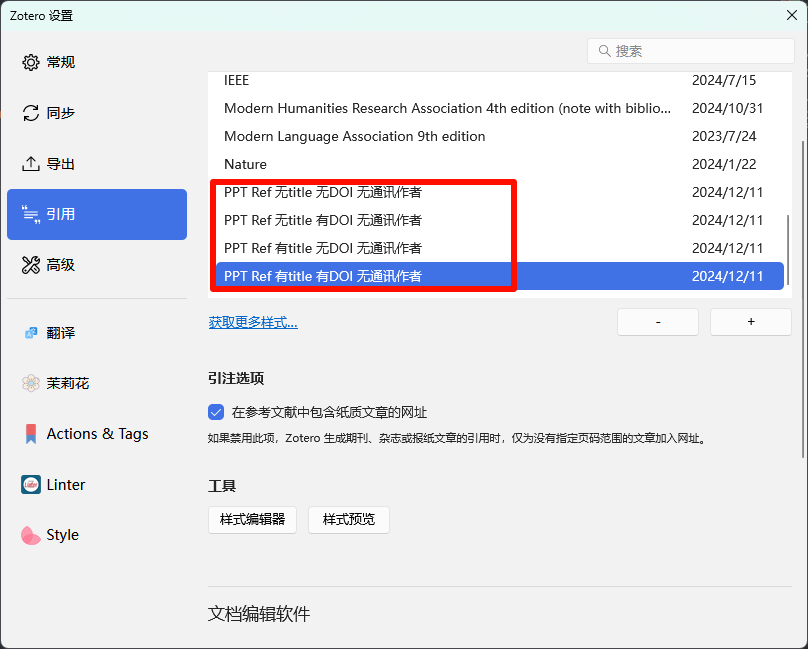 Zotero 设置
搜索
常规
同步
导出
引用
高级
翻译
茉莉花
Actions & Tags
Linter
Style
IEEE 2024/7/15
Modern Humanities Research Association 4th edition (note with biblio... 2024/10/31
Modern Language Association 9th edition 2023/7/24
Nature 2024/1/22
PPT Ref 无title 无DOI 无通讯作者 2024/12/11
PPT Ref 无title 有DOI 无通讯作者 2024/12/11
PPT Ref 有title 无DOI 无通讯作者 2024/12/11
PPT Ref 有title 有DOI 无通讯作者 2024/12/11
获取更多样式... - +
引注选项
在参考文献中包含纸质文章的网址
如果禁用此项，Zotero 生成期刊、杂志或报纸文章的引用时，仅为没有指定页码范围的文章加入网址。
工具
样式编辑器 样式预览
文档编辑软件